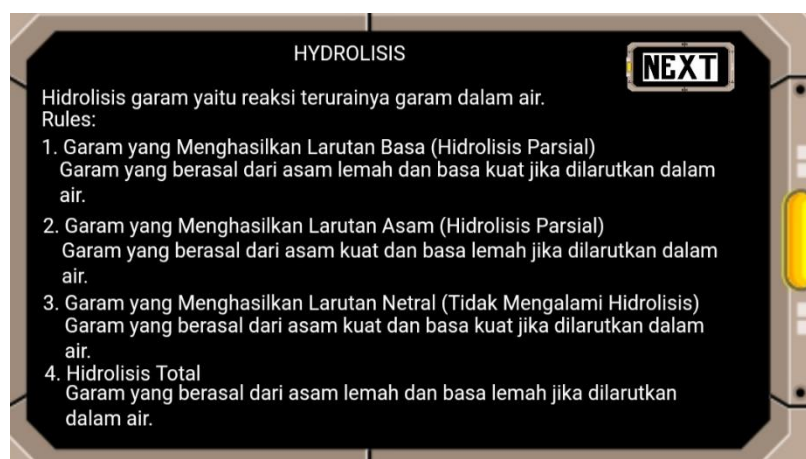 HYDROLISIS
NEXT
Hidrolisis garam yaitu reaksi terurainya garam dalam air.
Rules:
1. Garam yang Menghasilkan Larutan Basa (Hidrolisis Parsial)
Garam yang berasal dari asam lemah dan basa kuat jika dilarutkan dalam
air.
2. Garam yang Menghasilkan Larutan Asam (Hidrolisis Parsial)
Garam yang berasal dari asam kuat dan basa lemah jika dilarutkan dalam
air.
3. Garam yang Menghasilkan Larutan Netral (Tidak Mengalami Hidrolisis)
Garam yang berasal dari asam kuat dan basa kuat jika dilarutkan dalam
air.
4. Hidrolisis Total
Garam yang berasal dari asam lemah dan basa lemah jika dilarutkan
dalam air.